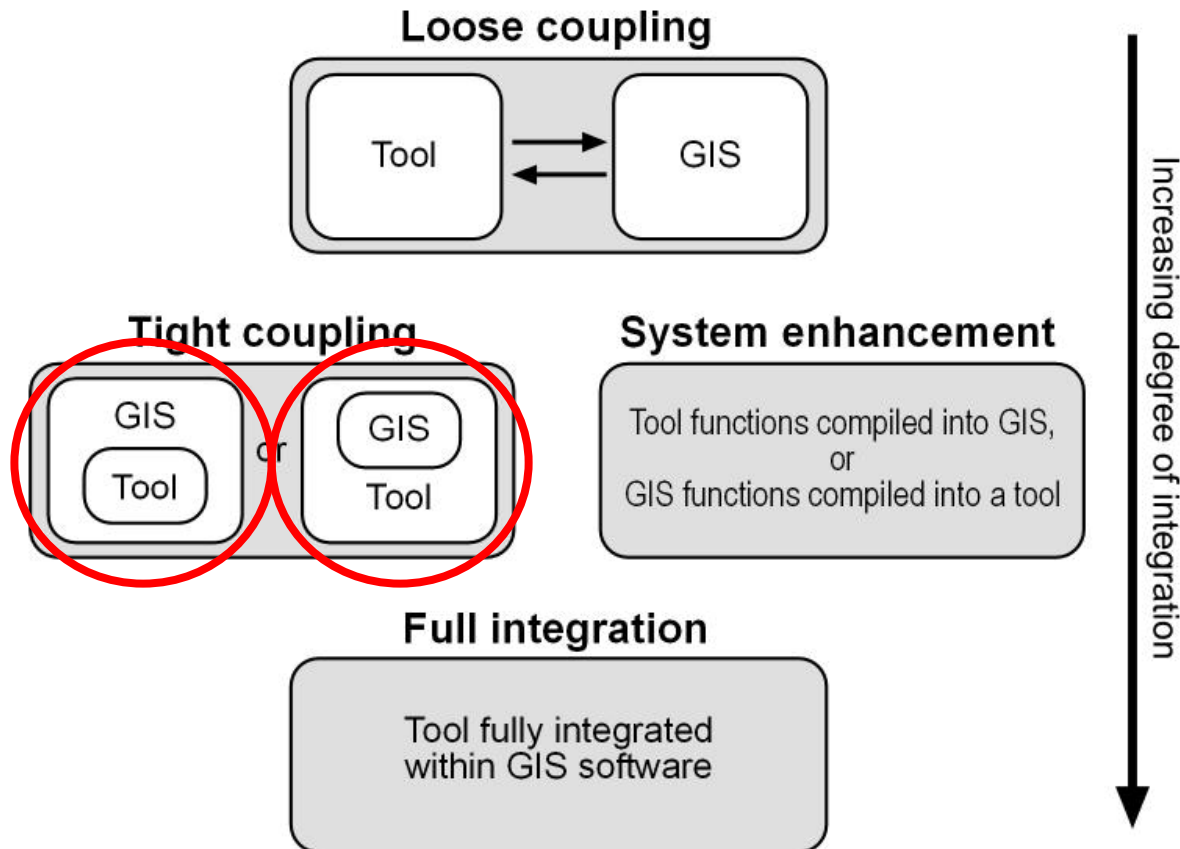 Loose coupling
Tool
GIS
Tight coupling
GIS
Tool
or
GIS
Tool
System enhancement
Tool functions compiled into GIS,
or
GIS functions compiled into a tool
Full integration
Tool fully integrated
within GIS software
Increasing degree of integration